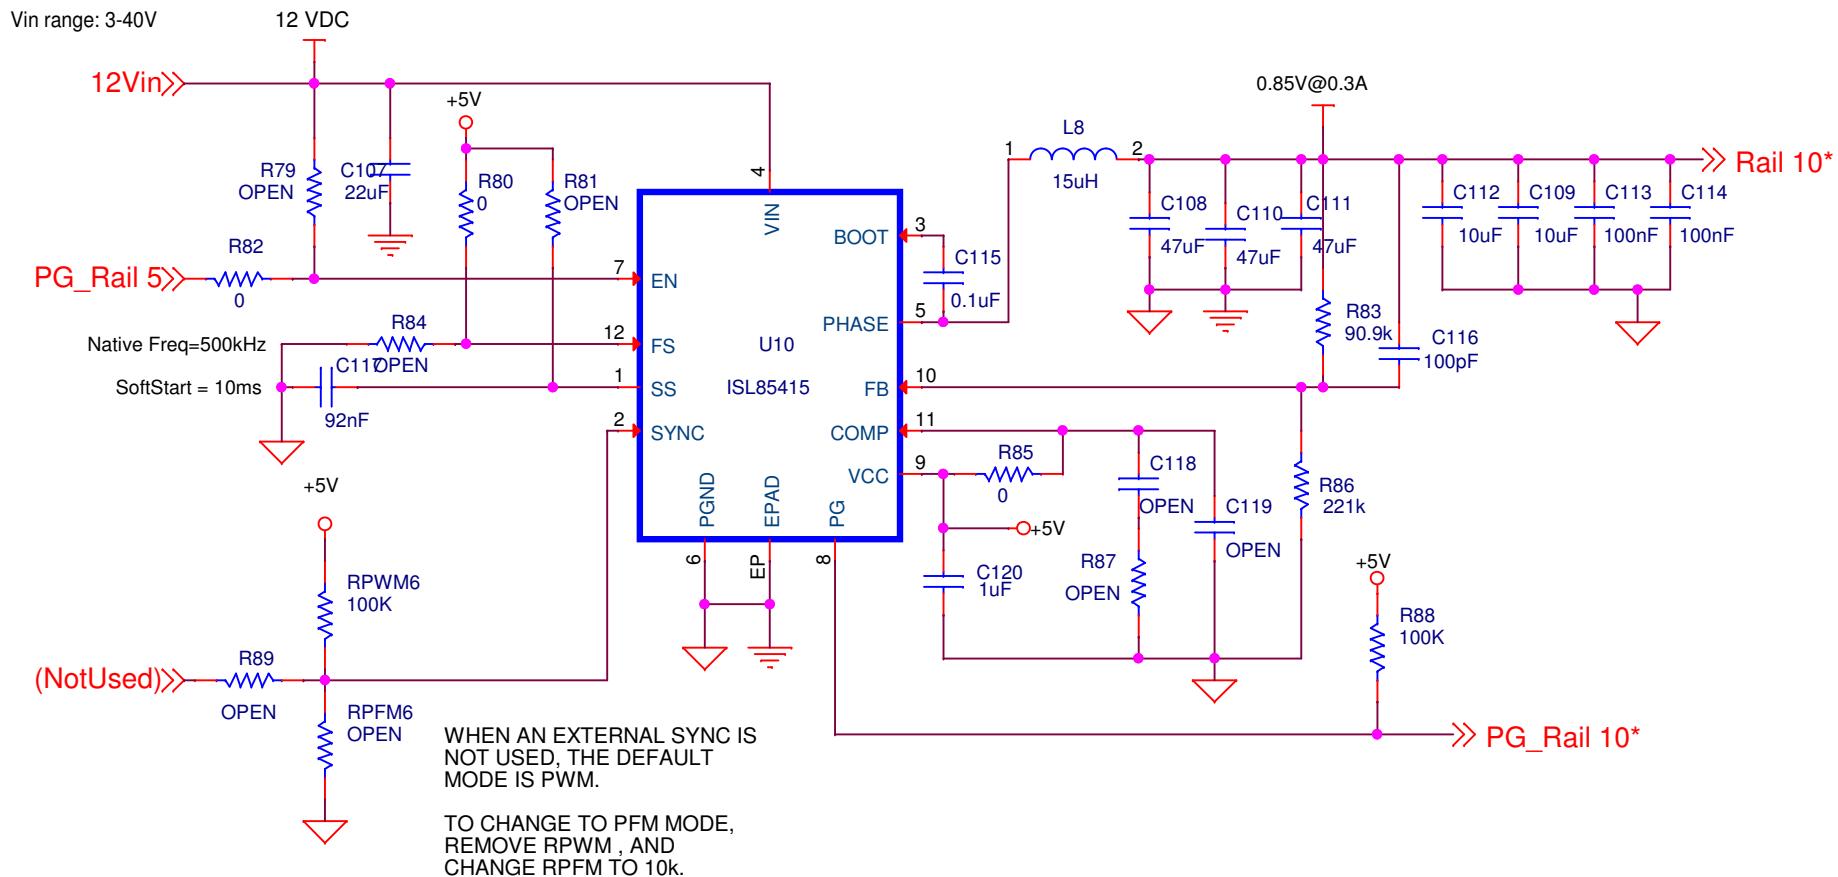 Vin range: 3-40V
12 VDC
12Vin
+5V
0.85V@0.3A
L8
1
2
15uH
Rail 10*
R79
OPEN
C107
22uF
R80
0
R81
OPEN
4
VIN
C108
47uF
C110
47uF
C111
47uF
C112
10uF
C109
10uF
C113
100nF
C114
100nF
R82
0
PG_Rail 5
7
EN
BOOT
3
C115
0.1uF
PHASE
5
R83
90.9k
C116
100pF
Native Freq=500kHz
R84
OPEN
12
FS
U10
ISL85415
SoftStart = 10ms
C117
92nF
1
SS
FB
10
2
SYNC
COMP
11
VCC
9
R85
0
C118
OPEN
C119
OPEN
R86
221k
+5V
PGND
EPAD
PG
6
EP
8
+5V
C120
1uF
R87
OPEN
+5V
R88
100K
RPWM6
100K
(NotUsed)
R89
OPEN
RPFM6
OPEN
PG_Rail 10*
WHEN AN EXTERNAL SYNC IS
NOT USED, THE DEFAULT
MODE IS PWM.
TO CHANGE TO PFM MODE,
REMOVE RPWM , AND
CHANGE RPFM TO 10k.